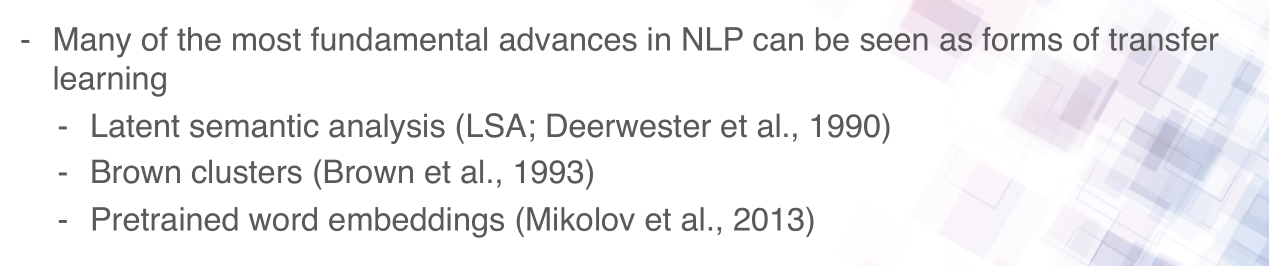 - Many of the most fundamental advances in NLP can be seen as forms of transfer
learning
- Latent semantic analysis (LSA; Deerwester et al., 1990)
- Brown clusters (Brown et al., 1993)
- Pretrained word embeddings (Mikolov et al., 2013)